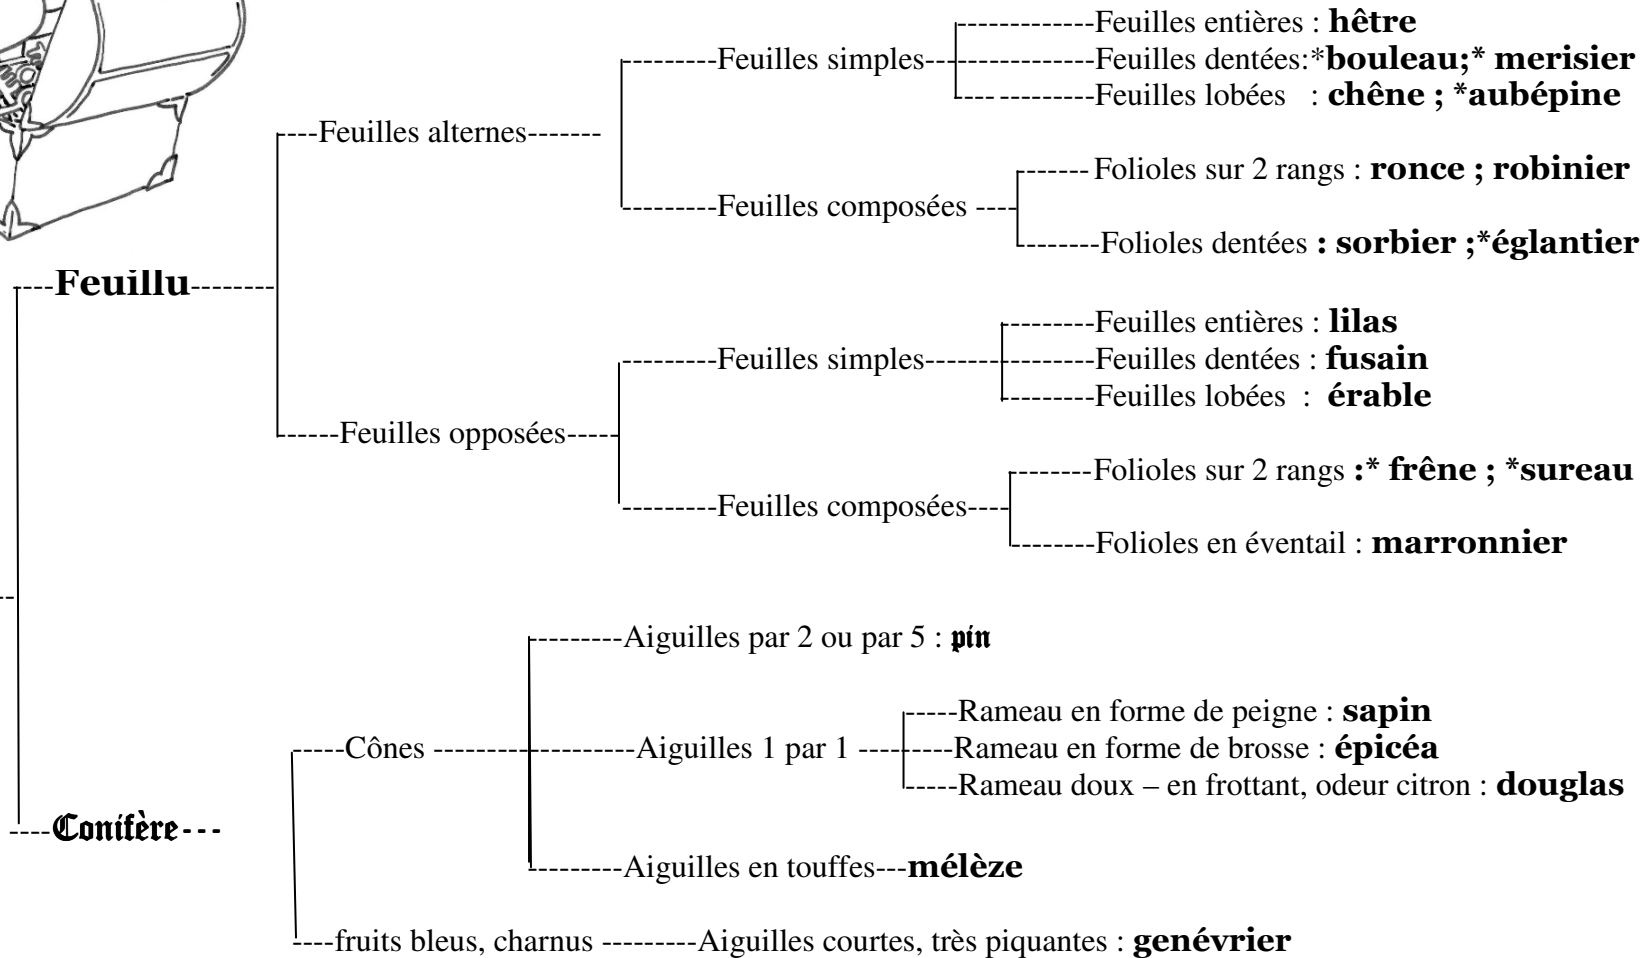 -------------Feuilles entières : hêtre
---------Feuilles simples-----------------Feuilles dentées:*bouleau;* merisier
---- ---------Feuilles lobées : chêne ; *aubépine
----Feuilles alternes-------
------- Folioles sur 2 rangs : ronce ; robinier
---------Feuilles composées ----
-------Folioles dentées : sorbier ;*églantier
----Feuillu--------
---------Feuilles entières : lilas
---------Feuilles simples----------------Feuilles dentées : fusain
---------Feuilles lobées : érable
------Feuilles opposées-----
--------Folioles sur 2 rangs :* frêne ; *sureau
---------Feuilles composées----
--------Folioles en éventail : marronnier
---------Aiguilles par 2 ou par 5 : pin
-----Rameau en forme de peigne : sapin
-----Cônes -------------------Aiguilles 1 par 1 ---------Rameau en forme de brosse : épicéa
-----Rameau doux – en frottant, odeur citron : douglas
----Conifère---
---------Aiguilles en touffes---mélèze
----fruits bleus, charnus ---------Aiguilles courtes, très piquantes : genévrier